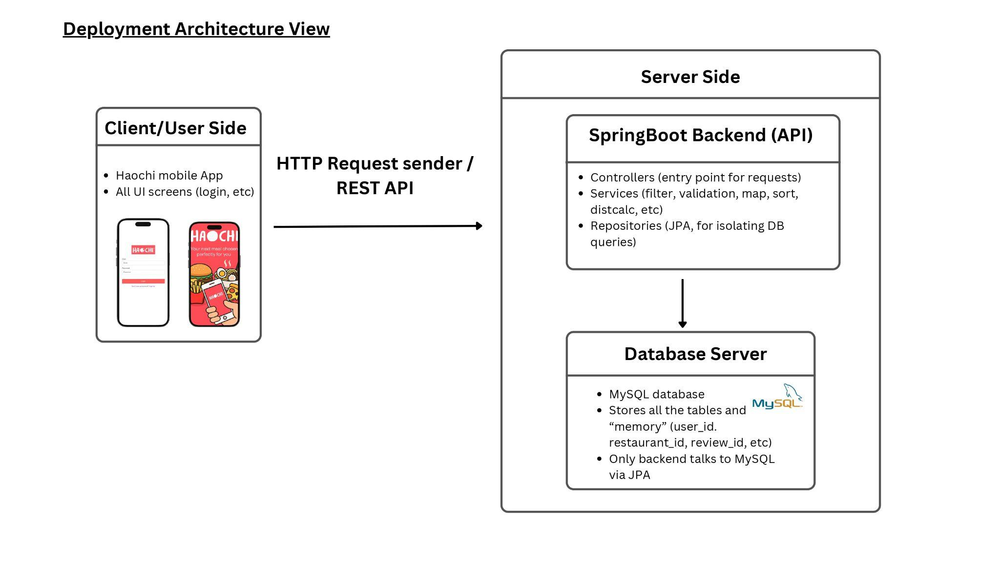 Deployment Architecture View
Client/User Side
• Haochi mobile App
• All UI screens (login, etc)
HAOCHI
Email
Password
Login
HAOCHI
Your next meal chosen
perfectly for you
HAOCHI
HTTP Request sender /
REST API
Server Side
SpringBoot Backend (API)
• Controllers (entry point for requests)
• Services (filter, validation, map, sort,
distcalc, etc)
• Repositories (JPA, for isolating DB
queries)
Database Server
• MySQL database
• Stores all the tables and
“memory” (user_id.
restaurant_id, review_id, etc)
• Only backend talks to MySQL
via JPA
MySQL